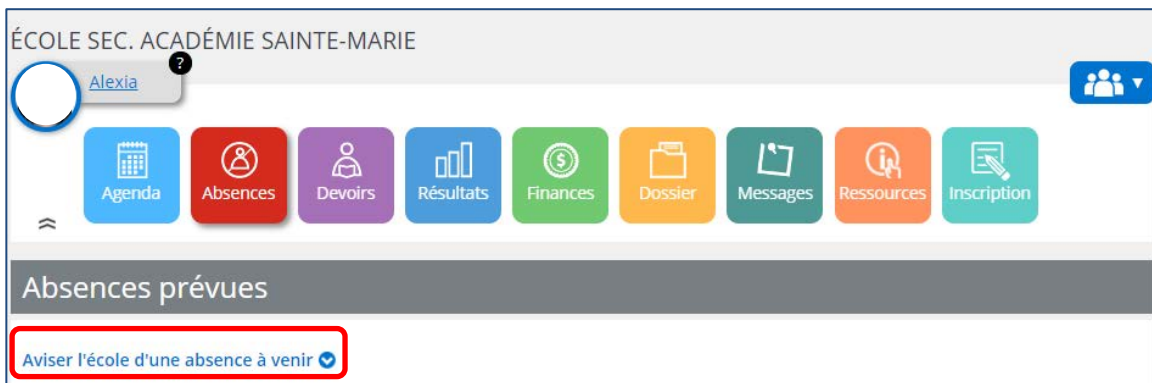 ÉCOLE SEC. ACADÉMIE SAINTE-MARIE
Alexia
?
Agenda Absences Devoirs Résultats Finances Dossier Messages Ressources Inscription
Absences prévues
Aviser l'école d'une absence à venir